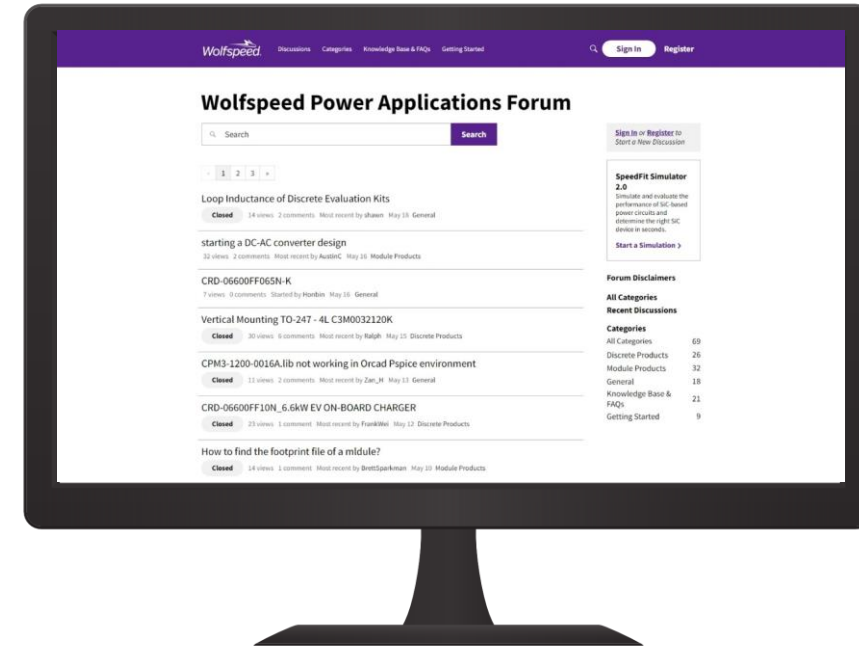 Wolfspeed.
Discussions Categories Knowledge Base & FAQs Getting Started
Sign In Register
Wolfspeed Power Applications Forum
Search Search
1 2 3 »
Loop Inductance of Discrete Evaluation Kits
Closed 14 views 2 comments Most recent by shawn May 16 General
starting a DC-AC converter design
32 views 2 comments Most recent by AustinC May 16 Module Products
CRD-06600FF065N-K
7 views 0 comments Started by Honbin May 16 General
Vertical Mounting TO-247 - 4L C3M0032120K
Closed 30 views 6 comments Most recent by Ralph May 15 Discrete Products
CPM3-1200-0016A.lib not working in Orcad Pspice environment
Closed 11 views 2 comments Most recent by Zan_H May 13 General
CRD-06600FF10N_6.6kW EV ON-BOARD CHARGER
Closed 23 views 1 comment Most recent by FrankWei May 12 Discrete Products
How to find the footprint file of a mldule?
Closed 14 views 1 comment Most recent by BrettSparkman May 10 Module Products
Sign In or Register to
Start a New Discussion
SpeedFit Simulator
2.0
Simulate and evaluate the
performance of SiC-based
power circuits and
determine the right SiC
device in seconds.
Start a Simulation >
Forum Disclaimers
All Categories
Recent Discussions
Categories
All Categories 69
Discrete Products 26
Module Products 32
General 18
Knowledge Base &
FAQs 21
Getting Started 9